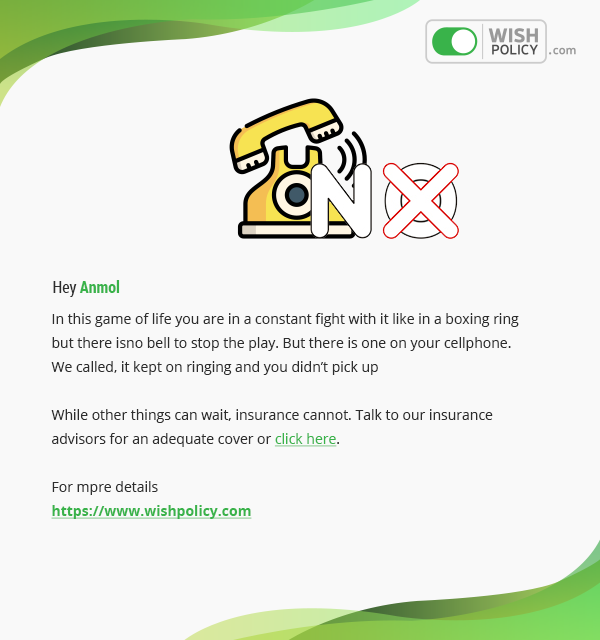 WISH
POLICY .com
N
Hey Anmol
In this game of life you are in a constant fight with it like in a boxing ring
but there isno bell to stop the play. But there is one on your cellphone.
We called, it kept on ringing and you didn’t pick up
While other things can wait, insurance cannot. Talk to our insurance
advisors for an adequate cover or click here.
For mpre details
https://www.wishpolicy.com